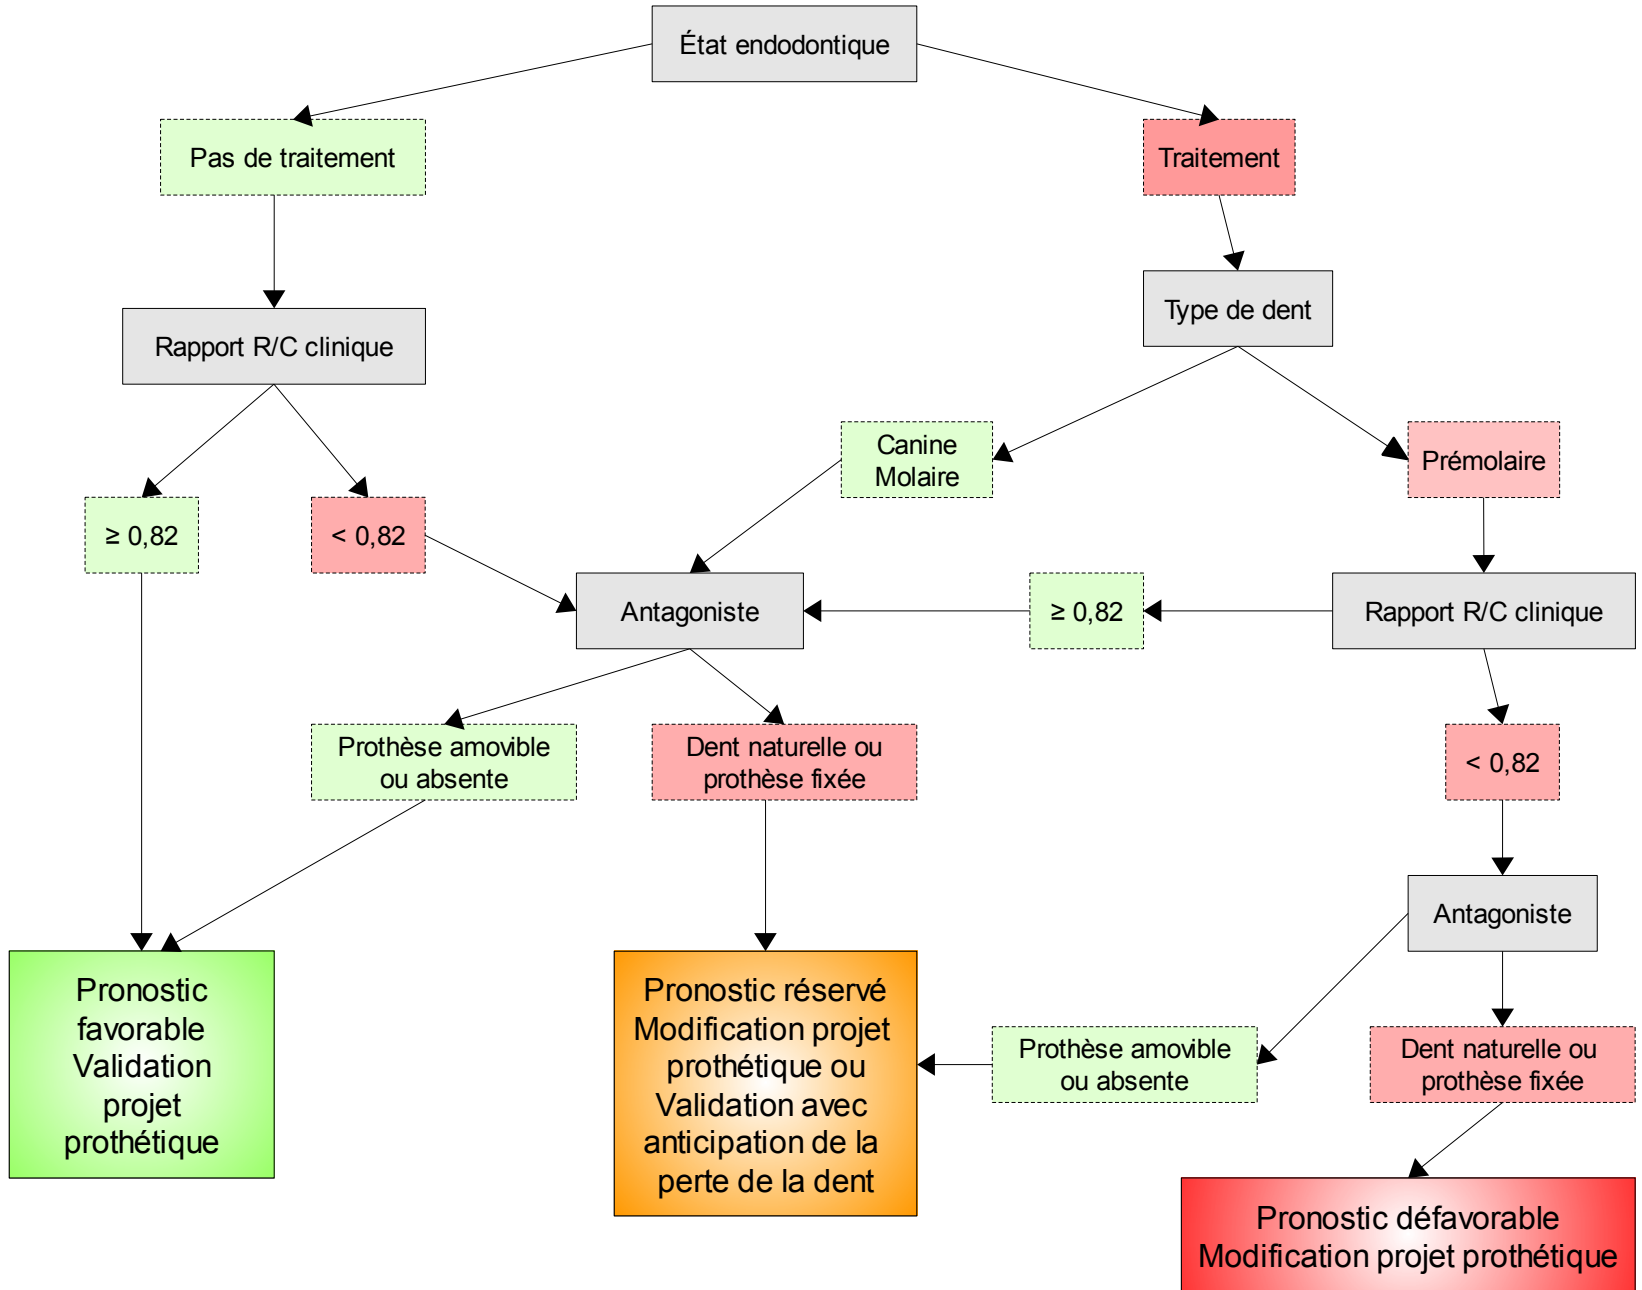 État endodontique
Pas de traitement
Traitement
Type de dent
Rapport R/C clinique
Canine
Molaire
Prémolaire
≥ 0,82
< 0,82
Antagoniste
≥ 0,82
Rapport R/C clinique
Prothèse amovible
ou absente
Dent naturelle ou
prothèse fixée
< 0,82
Antagoniste
Pronostic
favorable
Validation
projet
prothétique
Pronostic réservé
Modification projet
prothétique ou
Validation avec
anticipation de la
perte de la dent
Prothèse amovible
ou absente
Dent naturelle ou
prothèse fixée
Pronostic défavorable
Modification projet prothétique